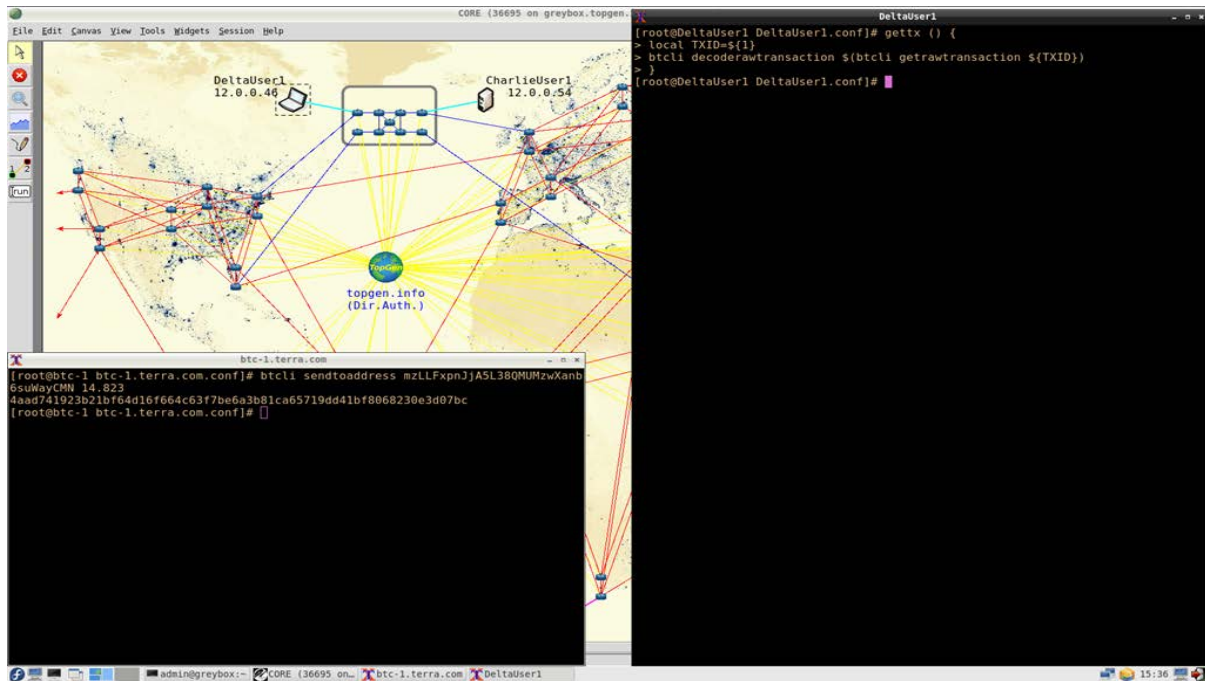 CORE (36695 on greybox.topgen.
File Edit Canvas View Tools Widgets Session Help
DeltaUser1
12.0.0.46
CharlieUser1
12.0.0.54
TopGen
topgen.info
(Dir.Auth.)
run
btc-1.terra.com
[root@btc-1 btc-1.terra.com.conf]# btcli sendtoaddress mzLLFxpnJjA5L38QMUMzwXanb
6suWayCMN 14.823
4aad741923b21bf64d16f664c63f7be6a3b81ca65719dd41bf8068230e3d07bc
[root@btc-1 btc-1.terra.com.conf]#
DeltaUser1
[root@DeltaUser1 DeltaUser1.conf]# gettx () {
> local TXID=${1}
> btcli decoderawtransaction $(btcli getrawtransaction ${TXID})
> }
[root@DeltaUser1 DeltaUser1.conf]#
admin@greybox:~ CORE (36695 on… btc-1.terra.com DeltaUser1 15:36